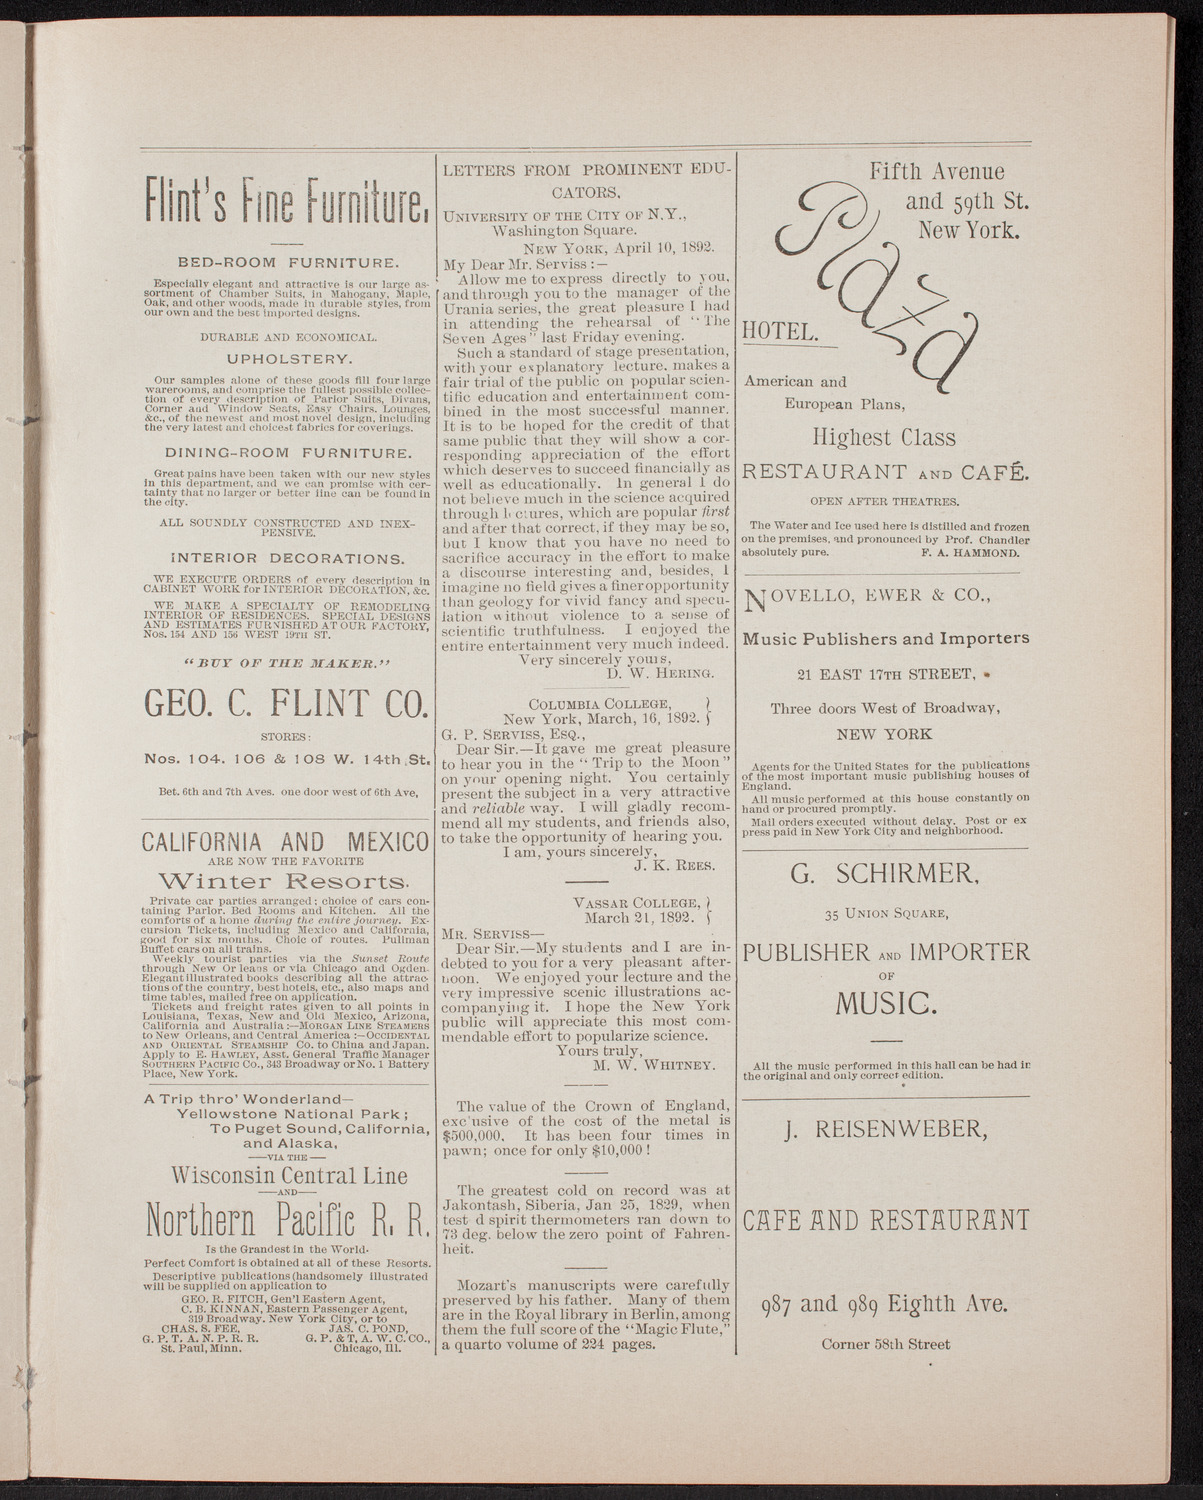 Flint's Fine Furniture.
BED-ROOM FURNITURE.
Especially elegant and attractive is our large as-
sortment of Chamber Suits, in Mahogany, Maple,
Oak, and other woods, made in durable styles, from
our own and the best imported designs.
DURABLE AND ECONOMICAL.
UPHOLSTERY.
Our samples alone of these goods fill four large
warerooms, and comprise the fullest possible collec-
tion of every description of Parlor Suits, Divans,
Corner and Window Seats, Easy Chairs, Lounges,
&c., of the newest and most novel design, including
the very latest and choicest fabrics for coverings.
DINING-ROOM FURNITURE.
Great pains have been taken with our new styles
in this department, and we can promise with cer-
tainty that no larger or better line can be found in
the city.
ALL SOUNDLY CONSTRUCTED AND INEX-
PENSIVE.
INTERIOR DECORATIONS.
WE EXECUTE ORDERS of every description in
CABINET WORK for INTERIOR DECORATION, &c.
WE MAKE A SPECIALTY OF REMODELING
INTERIOR OF RESIDENCES. SPECIAL DESIGNS
AND ESTIMATES FURNISHED AT OUR FACTORY,
Nos. 154 AND 156 WEST 19TH ST.
"BUY OF THE MAKER."
GEO. C. FLINT CO.
STORES:
Nos. 104. 106 & 108 W. 14th St.
Bet. 6th and 7th Aves. one door west of 6th Ave,
CALIFORNIA AND MEXICO
ARE NOW THE FAVORITE
Winter Resorts.
Private car parties arranged; choice of cars con-
taining Parlor. Bed Rooms and Kitchen. All the
comforts of a home during the entire journey. Ex-
cursion Tickets, including Mexico and California,
good for six months. Choic of routes. Pullman
Buffet cars on all trains.
Weekly tourist parties via the Sunset Route
through New Orleans or via Chicago and Ogden.
Elegant illustrated books describing all the attrac-
tions of the country, best hotels, etc., also maps and
time tables, mailed free on application.
Tickets and freight rates given to all points in
Louisiana, Texas, New and Old Mexico, Arizona,
California and Australia:—MORGAN LINE STEAMERS
to New Orleans, and Central America:—OCCIDENTAL
AND ORIENTAL STEAMSHIP Co. to China and Japan.
Apply to E. HAWLEY, Asst. General Traffic Manager
SOUTHERN PACIFIC Co., 343 Broadway or No. 1 Battery
Place, New York.
A Trip thro' Wonderland—
Yellowstone National Park;
To Puget Sound, California,
and Alaska,
—VIA THE—
Wisconsin Central Line
—AND—
Northern Pacific R. R.
Is the Grandest in the World.
Perfect Comfort is obtained at all of these Resorts.
Descriptive publications (handsomely illustrated
will be supplied on application to
GEO. R. FITCH, Gen'l Eastern Agent,
C. B. KINNAN, Eastern Passenger Agent,
319 Broadway. New York City, or to
CHAS. S. FEE, JAS. C. POND,
G. P. T. A. N. P. R. R. G. P. & T, A. W. C. CO.,
St. Paul, Minn. Chicago, Ill.
LETTERS FROM PROMINENT EDU-
CATORS.
UNIVERSITY OF THE CITY OF N.Y.,
Washington Square.
NEW YORK, April 10, 1892.
My Dear Mr. Serviss:—
Allow me to express directly to you,
and through you to the manager of the
Urania series, the great pleasure I had
in attending the rehearsal of "The
Seven Ages" last Friday evening.
Such a standard of stage presentation,
with your explanatory lecture, makes a
fair trial of the public on popular scien-
tific education and entertainment com-
bined in the most successful manner.
It is to be hoped for the credit of that
same public that they will show a cor-
responding appreciation of the effort
which deserves to succeed financially as
well as educationally. In general I do
not believe much in the science acquired
through lectures, which are popular first
and after that correct, if they may be so,
but I know that you have no need to
sacrifice accuracy in the effort to make
a discourse interesting and, besides, I
imagine no field gives a finer opportunity
than geology for vivid fancy and specu-
lation without violence to a sense of
scientific truthfulness. I enjoyed the
entire entertainment very much indeed.
Very sincerely yours,
D. W. HERING.
COLUMBIA COLLEGE, }
New York, March, 16, 1892. }
G. P. SERVISS, ESQ.,
Dear Sir.—It gave me great pleasure
to hear you in the "Trip to the Moon"
on your opening night. You certainly
present the subject in a very attractive
and reliable way. I will gladly recom-
mend all my students, and friends also,
to take the opportunity of hearing you.
I am, yours sincerely,
J. K. REES.
VASSAR COLLEGE, }
March 21, 1892. }
MR. SERVISS—
Dear Sir.—My students and I are in-
debted to you for a very pleasant after-
noon. We enjoyed your lecture and the
very impressive scenic illustrations ac-
companying it. I hope the New York
public will appreciate this most com-
mendable effort to popularize science.
Yours truly,
M. W. WHITNEY.
The value of the Crown of England,
exclusive of the cost of the metal is
$500,000. It has been four times in
pawn; once for only $10,000!
The greatest cold on record was at
Jakontash, Siberia, Jan 25, 1829, when
test d spirit thermometers ran down to
73 deg. below the zero point of Fahren-
heit.
Mozart's manuscripts were carefully
preserved by his father. Many of them
are in the Royal library in Berlin, among
them the full score of the "Magic Flute,"
a quarto volume of 224 pages.
Fifth Avenue
and 59th St.
New York.
Plaza
HOTEL.
American and
European Plans,
Highest Class
RESTAURANT AND CAFÉ.
OPEN AFTER THEATRES.
The Water and Ice used here is distilled and frozen
on the premises, and pronounced by Prof. Chandler
absolutely pure. F. A. HAMMOND.
NOVELLO, EWER & CO.,
Music Publishers and Importers
21 EAST 17TH STREET,
Three doors West of Broadway,
NEW YORK
Agents for the United States for the publications
of the most important music publishing houses of
England.
All music performed at this house constantly on
hand or procured promptly.
Mail orders executed without delay. Post or ex
press paid in New York City and neighborhood.
G. SCHIRMER,
35 UNION SQUARE,
PUBLISHER AND IMPORTER
OF
MUSIC.
All the music performed in this hall can be had in
the original and only correct edition.
J. REISENWEBER,
CAFE AND RESTAURANT
987 and 989 Eighth Ave.
Corner 58th Street